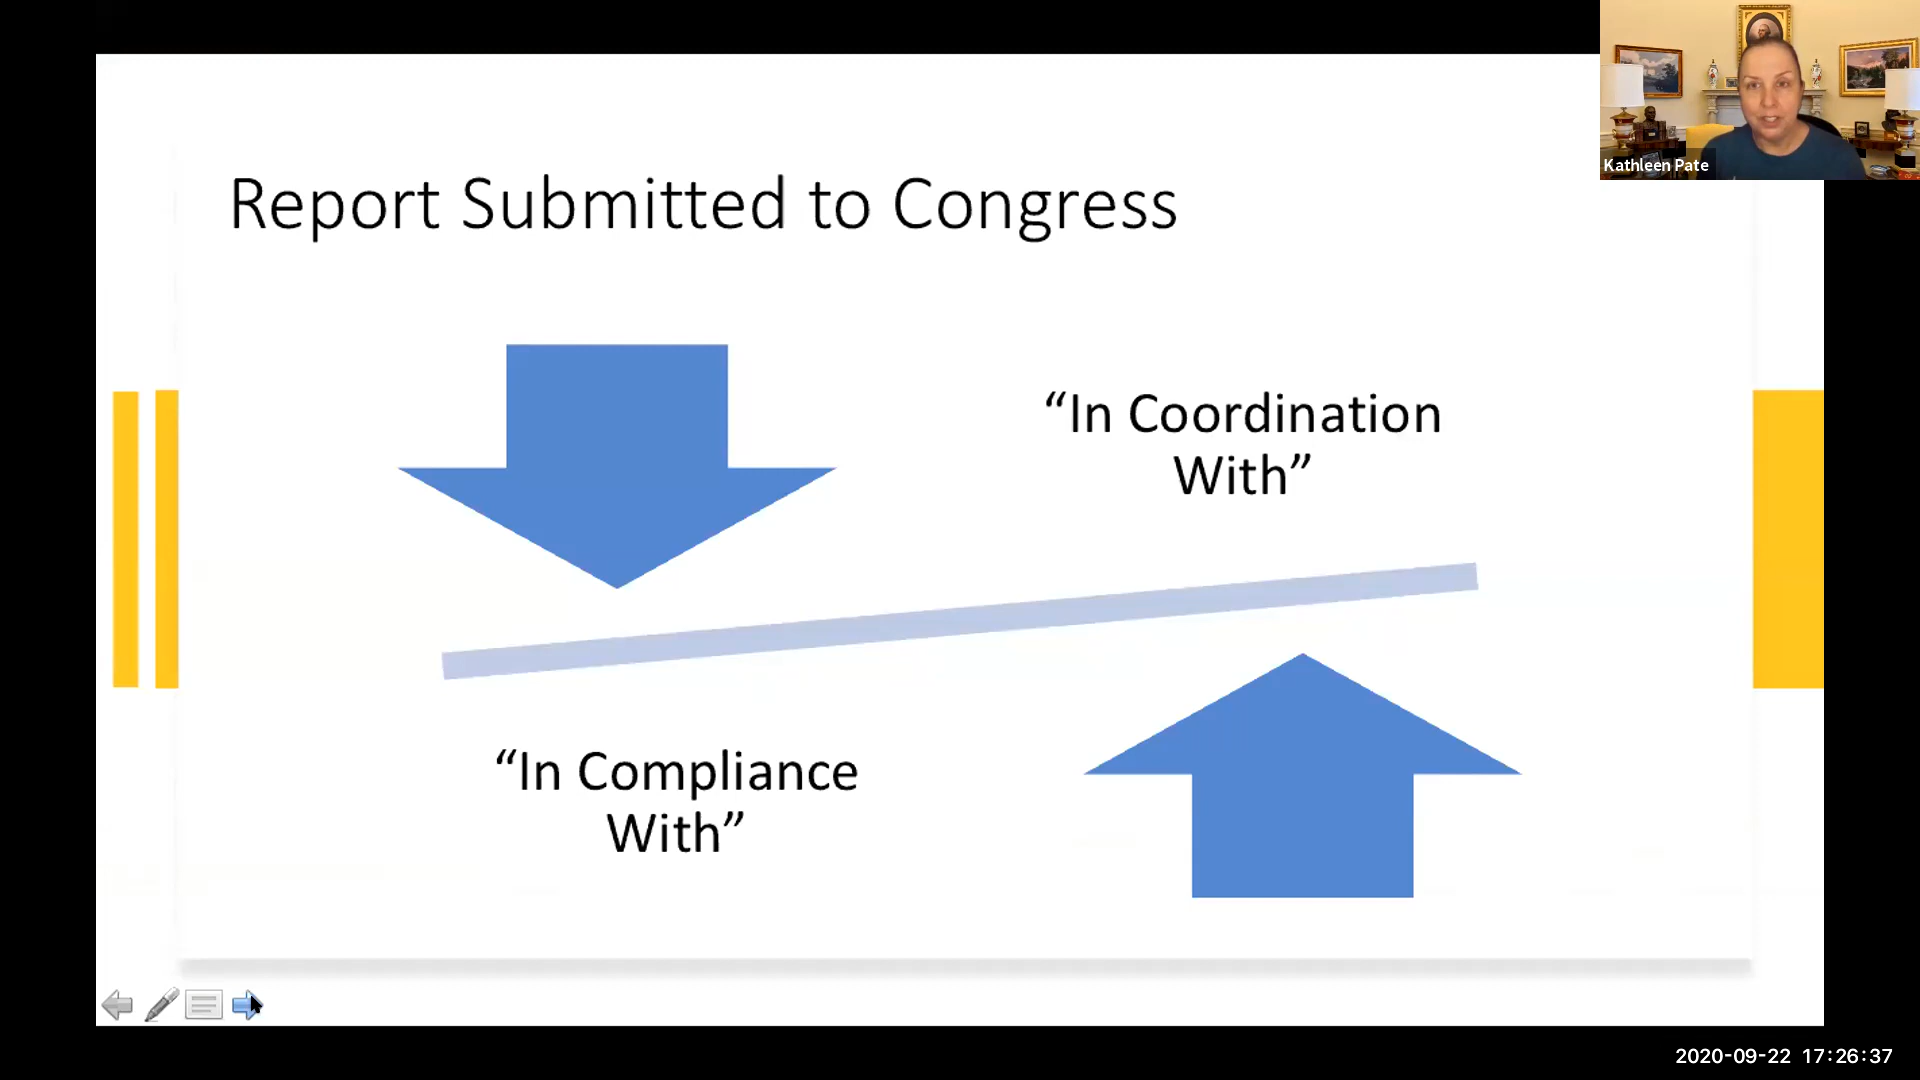 Kathleen Pate
Report Submitted to Congress
“In Coordination
With”
“In Compliance
With”
2020-09-22 17:26:37